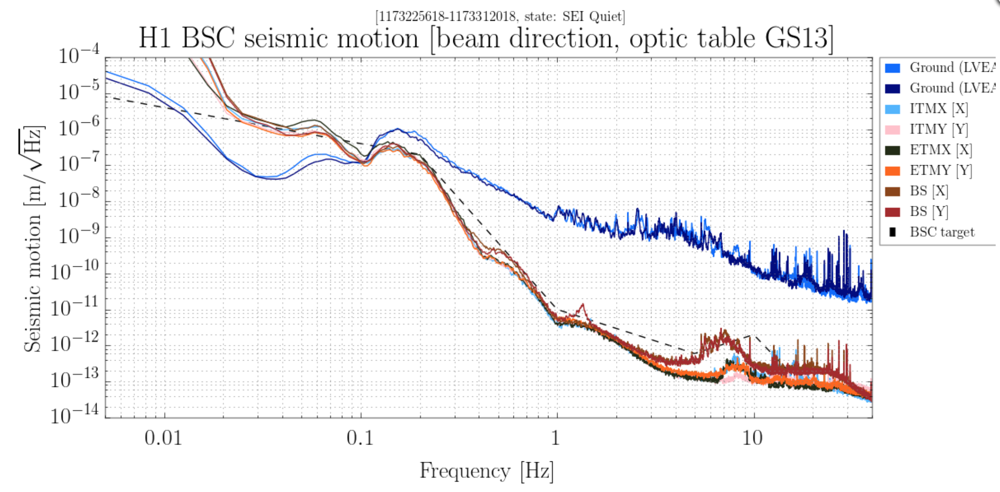 [1173225618-1173312018, state: SEI Quiet]
H1 BSC seismic motion [beam direction, optic table GS13]
Seismic motion [m/√Hz]
10−4
10−5
10−6
10−7
10−8
10−9
10−10
10−11
10−12
10−13
10−14
0.01 0.1 1 10
Frequency [Hz]
Ground (LVEA
Ground (LVEA
ITMX [X]
ITMY [Y]
ETMX [X]
ETMY [Y]
BS [X]
BS [Y]
BSC target